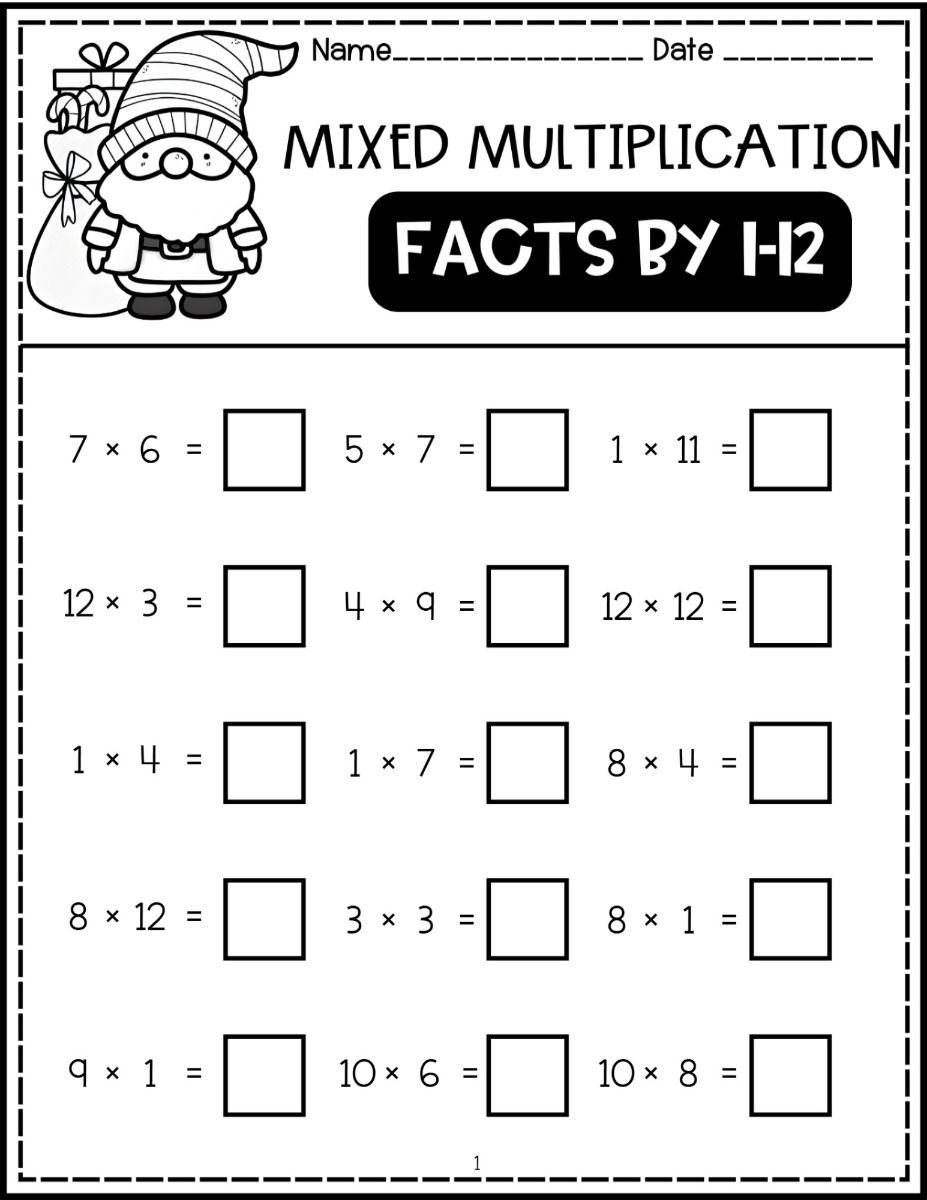 Name______________ Date _________
MIXED MULTIPLICATION
FACTS BY 1-12
7 × 6 = 5 × 7 = 1 × 11 =
12 × 3 = 4 × 9 = 12 × 12 =
1 × 4 = 1 × 7 = 8 × 4 =
8 × 12 = 3 × 3 = 8 × 1 =
9 × 1 = 10 × 6 = 10 × 8 =
1